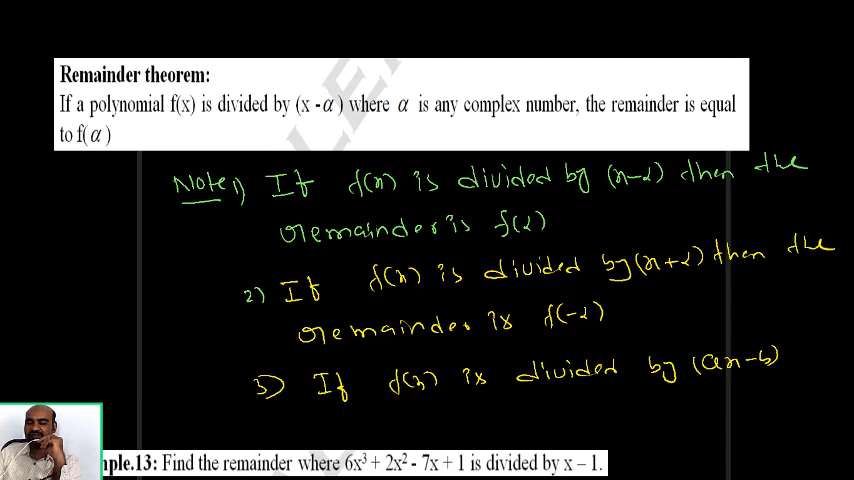 Remainder theorem:
If a polynomial f(x) is divided by (x - α ) where α is any complex number, the remainder is equal
to f( α )
Note 1) If f(x) is divided by (x-α) then the
remainder is f(α)
2) If f(x) is divided by (x+α) then the
remainder is f(-α)
3) If f(x) is divided by (ax-b)
mple.13: Find the remainder where 6x³ + 2x² - 7x + 1 is divided by x – 1.